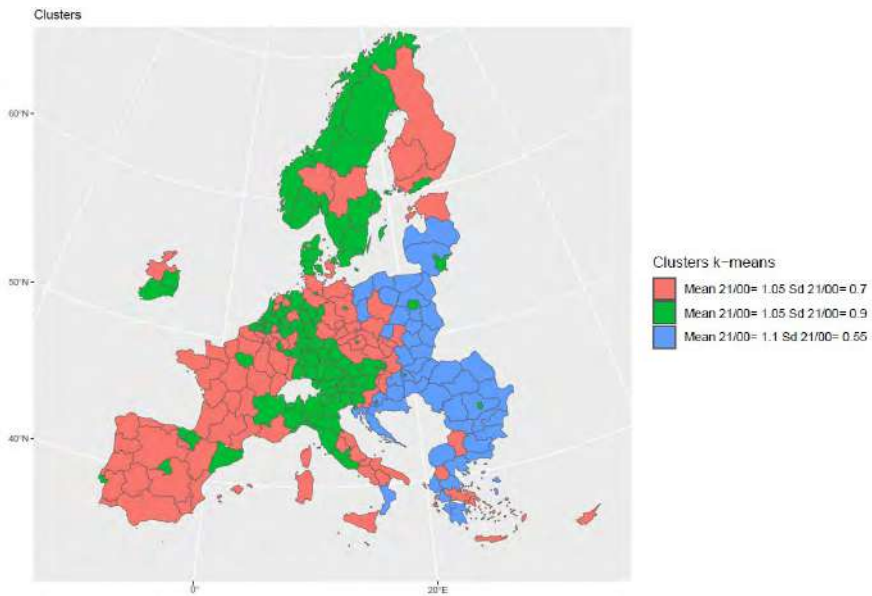 Clusters
60°N
50°N
40°N
0°
20°E
Clusters k-means
Mean 21/00= 1.05 Sd 21/00= 0.7
Mean 21/00= 1.05 Sd 21/00= 0.9
Mean 21/00= 1.1 Sd 21/00= 0.55